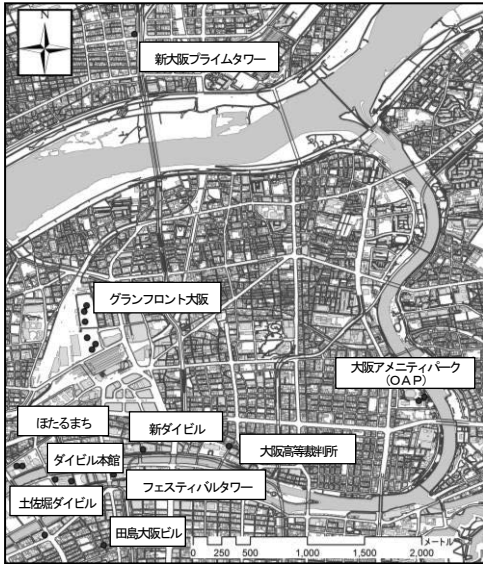 N
新大阪プライムタワー
グランフロント大阪
大阪アメニティパーク
(OAP)
ほたるまち
新ダイビル
大阪高等裁判所
ダイビル本館
フェスティバルタワー
土佐堀ダイビル
田島大阪ビル
メートル
0 250 500 1,000 1,500 2,000